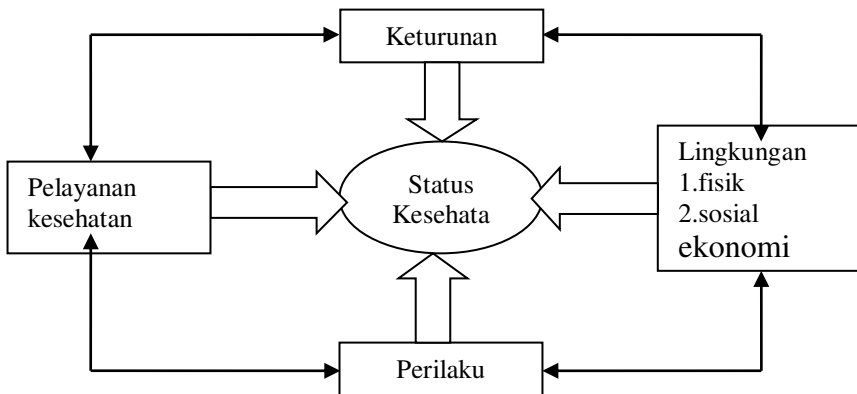 Keturunan
Pelayanan
kesehatan
Status
Kesehata
Lingkungan
1.fisik
2.sosial
ekonomi
Perilaku